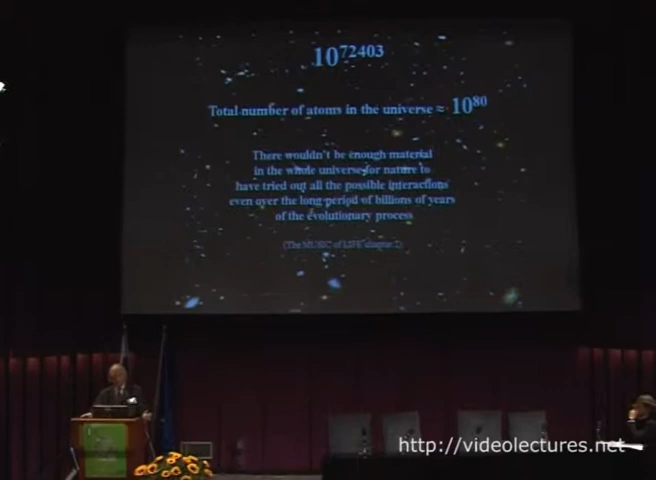 10^72403
Total number of atoms in the universe ≈ 10^80
There wouldn't be enough material
in the whole universe for nature to
have tried out all the possible interactions
even over the long period of billions of years
of the evolutionary process
(The MUSIC of LIFE chapter 2)
http://videolectures.net